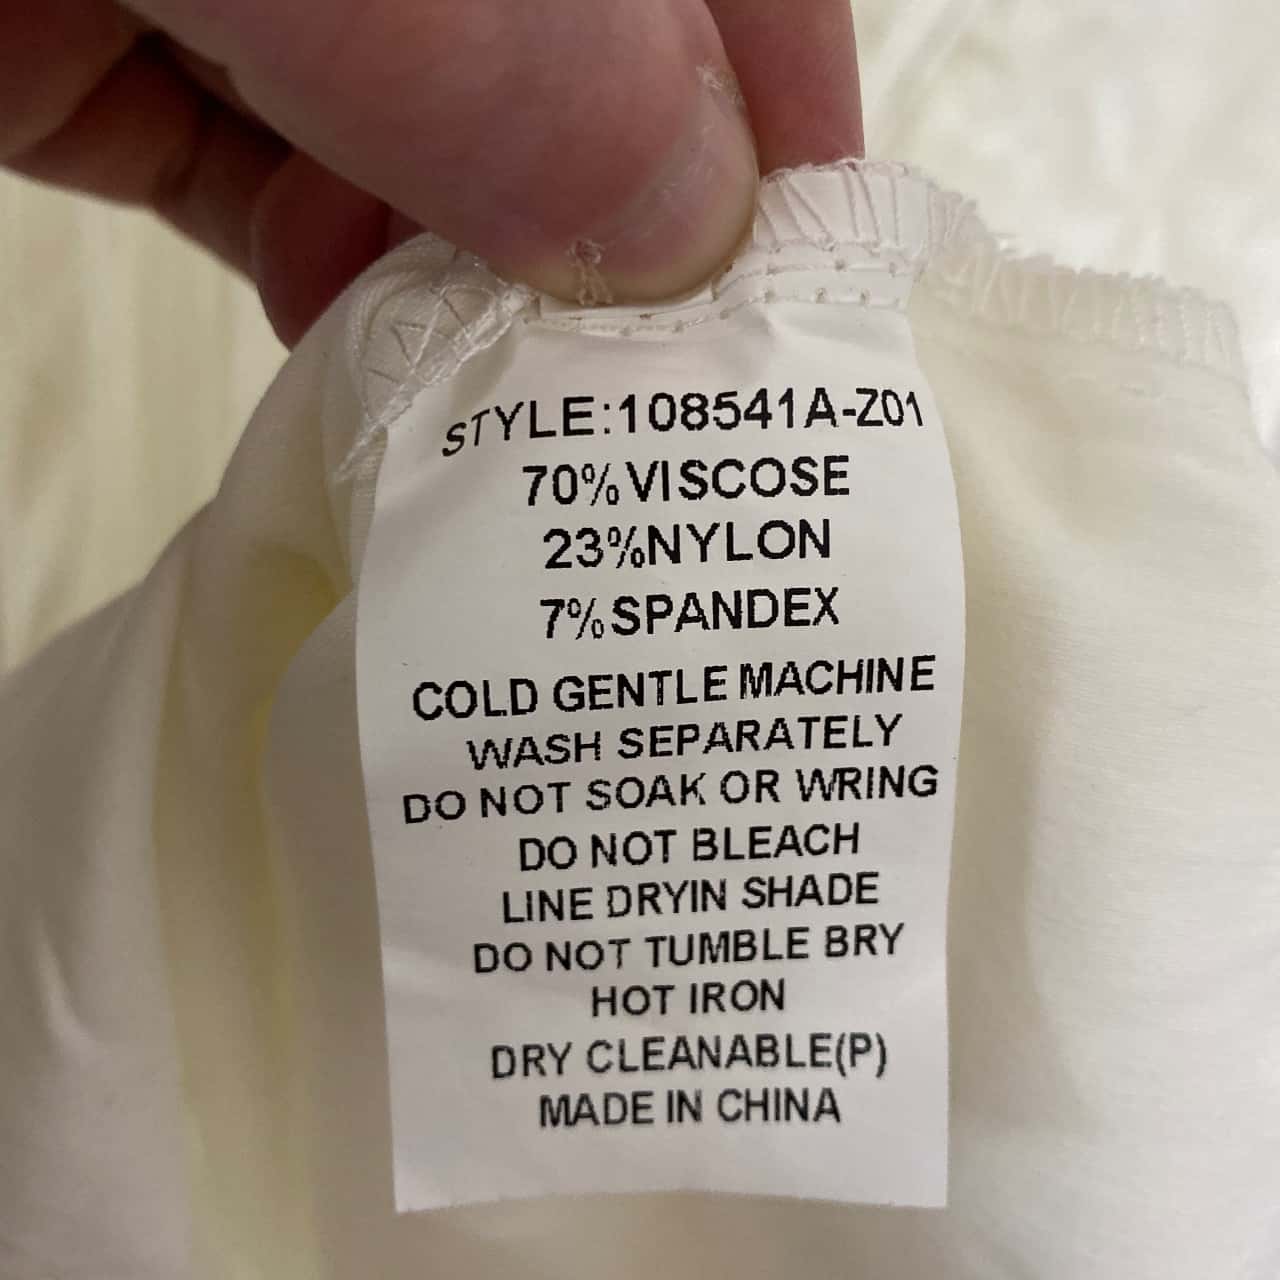 STYLE:108541A-Z01
70%VISCOSE
23%NYLON
7%SPANDEX
COLD GENTLE MACHINE
WASH SEPARATELY
DO NOT SOAK OR WRING
DO NOT BLEACH
LINE DRYIN SHADE
DO NOT TUMBLE BRY
HOT IRON
DRY CLEANABLE(P)
MADE IN CHINA